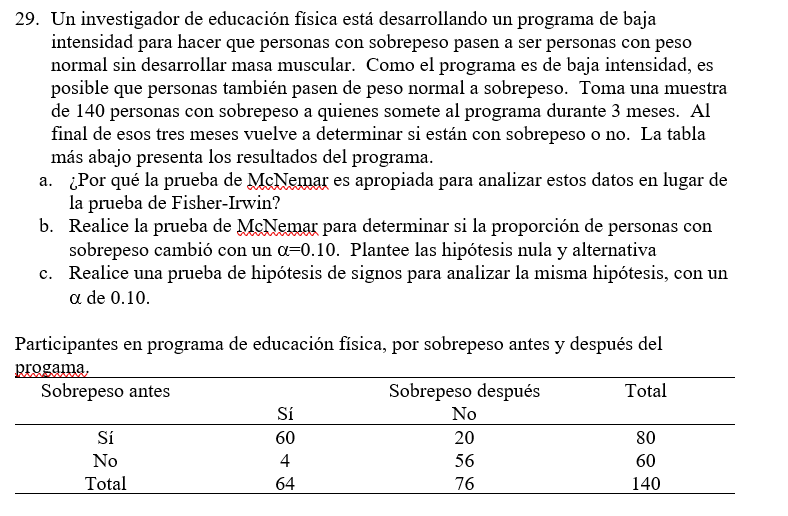 29. Un investigador de educación física está desarrollando un programa de baja
intensidad para hacer que personas con sobrepeso pasen a ser personas con peso
normal sin desarrollar masa muscular.  Como el programa es de baja intensidad, es
posible que personas también pasen de peso normal a sobrepeso.  Toma una muestra
de 140 personas con sobrepeso a quienes somete al programa durante 3 meses.  Al
final de esos tres meses vuelve a determinar si están con sobrepeso o no.  La tabla
más abajo presenta los resultados del programa.
a. ¿Por qué la prueba de McNemar es apropiada para analizar estos datos en lugar de
la prueba de Fisher-Irwin?
b. Realice la prueba de McNemar para determinar si la proporción de personas con
sobrepeso cambió con un α=0.10.  Plantee las hipótesis nula y alternativa
c. Realice una prueba de hipótesis de signos para analizar la misma hipótesis, con un
α de 0.10.
Participantes en programa de educación física, por sobrepeso antes y después del
progama.
Sobrepeso antes Sobrepeso después Total
Sí No
Sí 60 20 80
No 4 56 60
Total 64 76 140